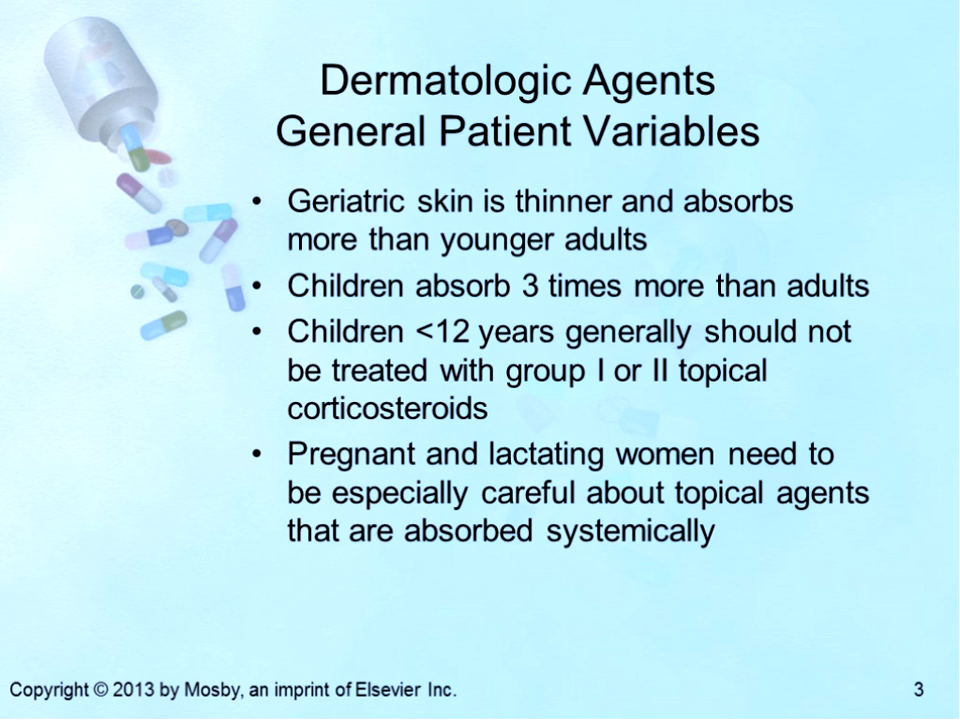 Dermatologic Agents
General Patient Variables
• Geriatric skin is thinner and absorbs
more than younger adults
• Children absorb 3 times more than adults
• Children <12 years generally should not
be treated with group I or II topical
corticosteroids
• Pregnant and lactating women need to
be especially careful about topical agents
that are absorbed systemically
Copyright © 2013 by Mosby, an imprint of Elsevier Inc.
3